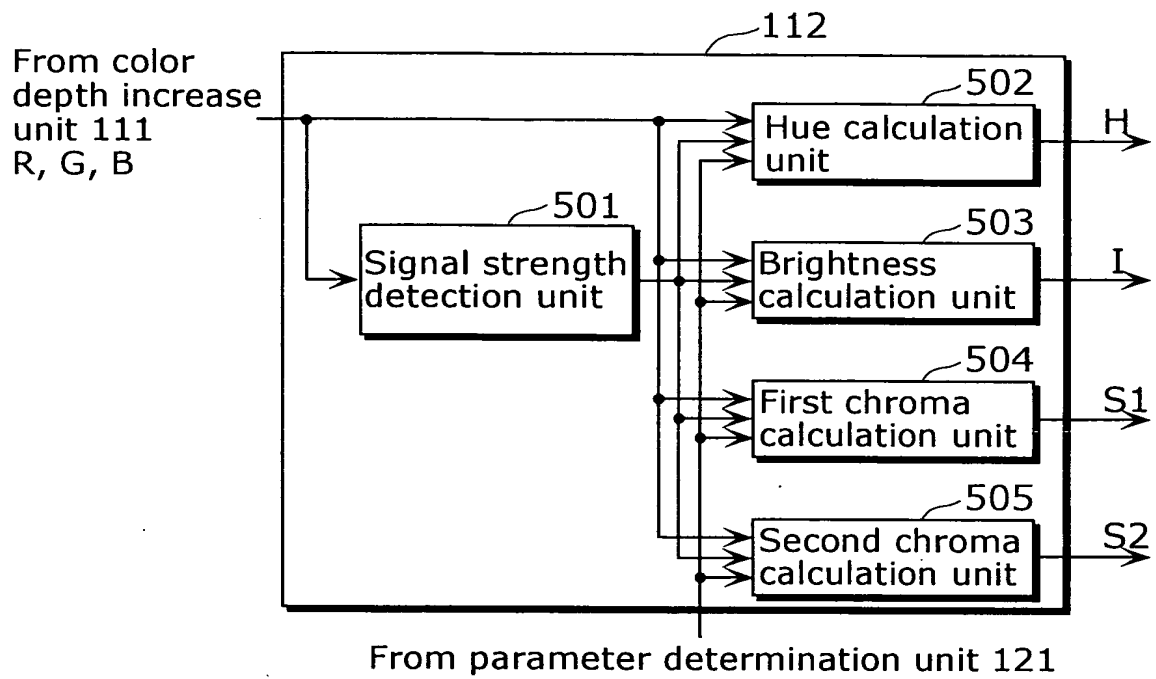 112
From color
depth increase
unit 111
R, G, B
502
Hue calculation
unit
H
501
Signal strength
detection unit
503
Brightness
calculation unit
I
504
First chroma
calculation unit
S1
505
Second chroma
calculation unit
S2
From parameter determination unit 121